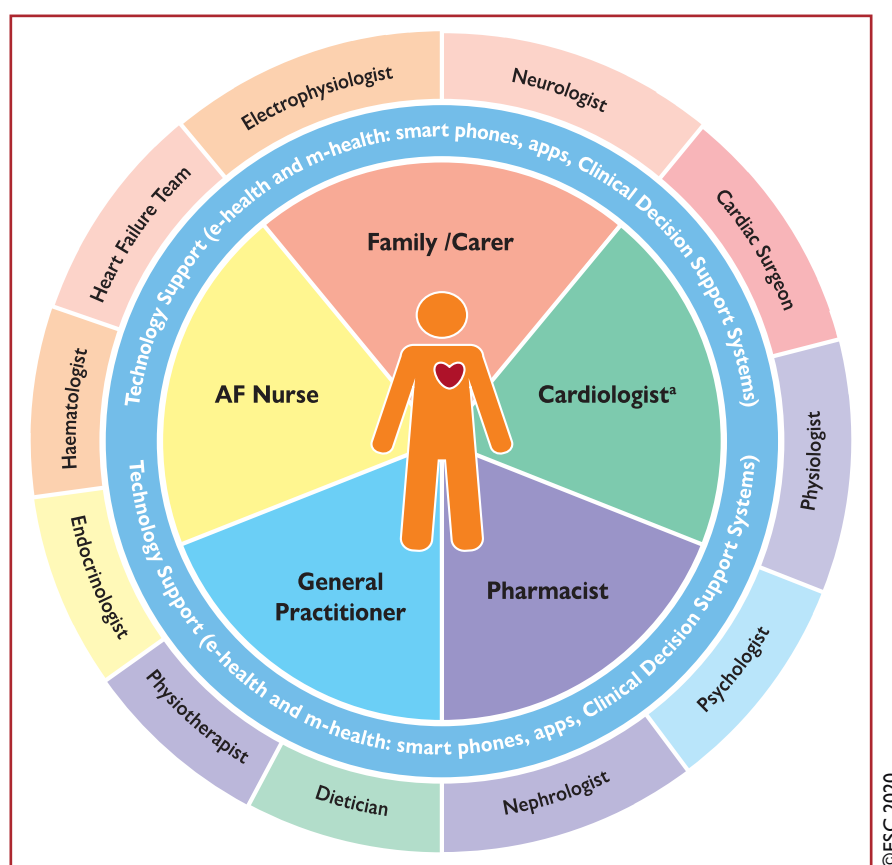 Electrophysiologist
Neurologist
Cardiac Surgeon
Physiologist
Psychologist
Nephrologist
Dietician
Physiotherapist
Endocrinologist
Haematologist
Heart Failure Team
Technology Support (e-health and m-health: smart phones, apps, Clinical Decision Support Systems)
Family /Carer
AF Nurse
Cardiologistᵃ
General
Practitioner
Pharmacist
Technology Support (e-health and m-health: smart phones, apps, Clinical Decision Support Systems)
©ESC 2020